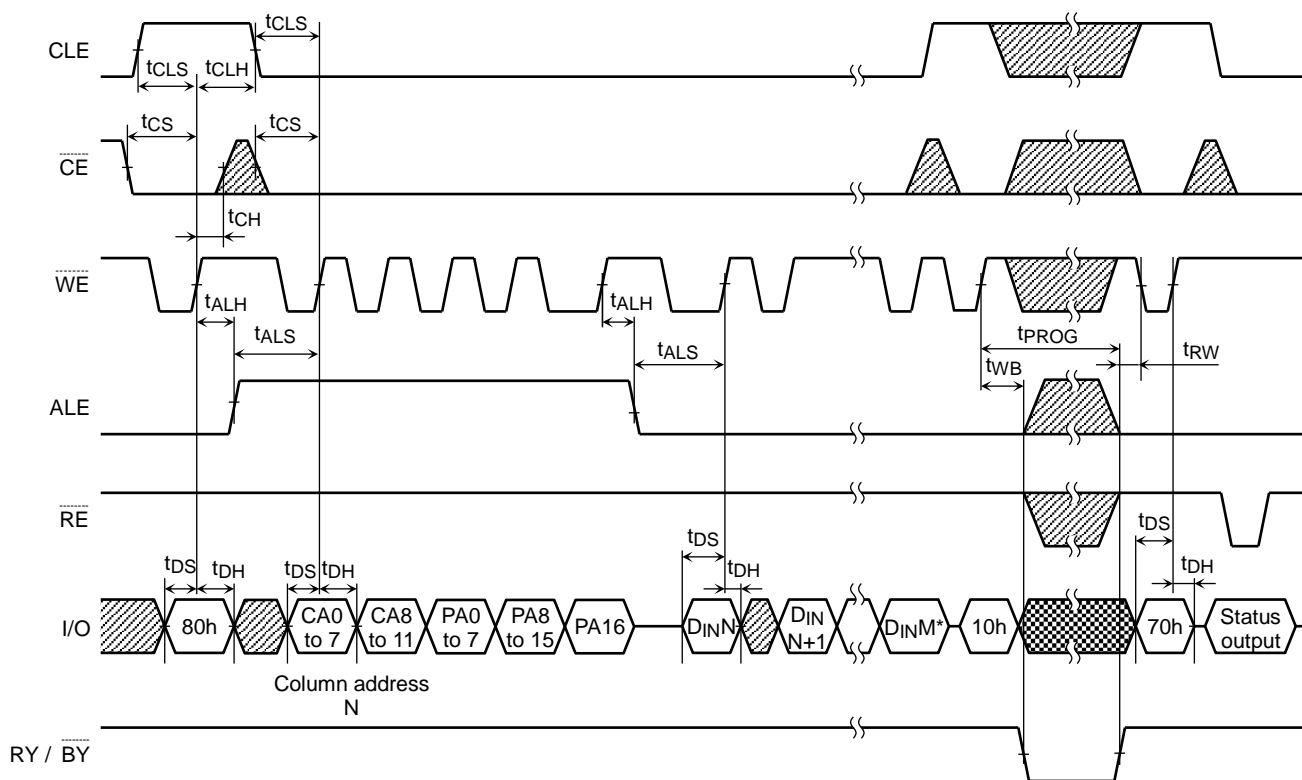 CLE
tCLS
tCLS
tCLH
CE
tCS
tCS
tCH
WE
tALH
tALS
tALH
tALS
tPROG
tWB
tRW
ALE
RE
tDS
tDH
tDS
tDH
tDS
tDH
tDS
tDH
I/O
80h
CA0
to 7
CA8
to 11
PA0
to 7
PA8
to 15
PA16
DINN
DIN
N+1
DINM*
10h
70h
Status
output
Column address
N
RY / BY